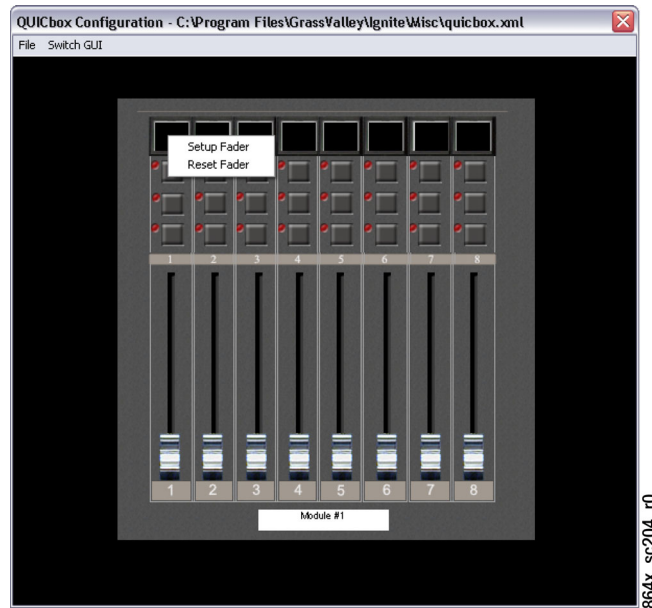 QUICbox Configuration - C:\Program Files\GrassValley\Ignite\Misc\quicbox.xml
File Switch GUI
Setup Fader
Reset Fader
1 2 3 4 5 6 7 8
1 2 3 4 5 6 7 8
Module #1
864x_sc204_r0